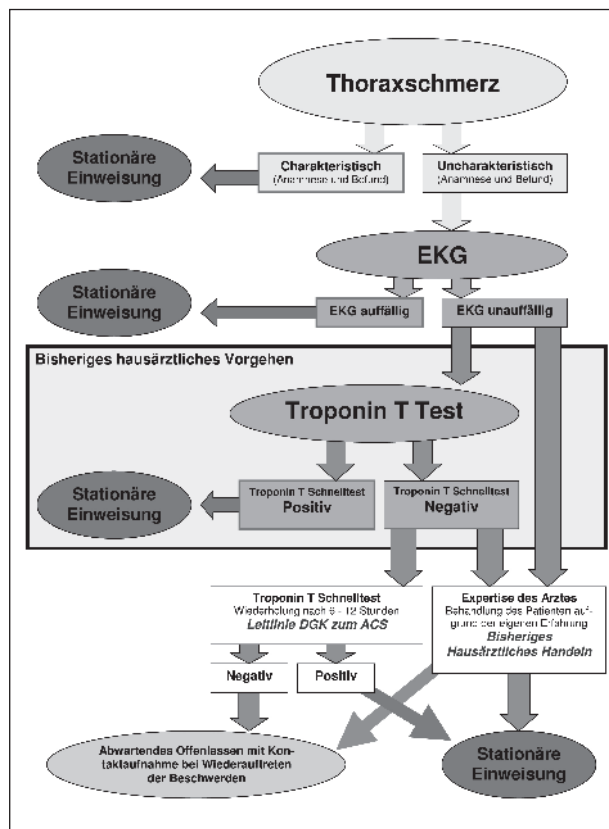 Thoraxschmerz
Stationäre
Einweisung
Charakteristisch
(Anamnese und Befund)
Uncharakteristisch
(Anamnese und Befund)
EKG
Stationäre
Einweisung
EKG auffällig
EKG unauffällig
Bisheriges hausärztliches Vorgehen
Troponin T Test
Stationäre
Einweisung
Troponin T Schnelltest
Positiv
Troponin T Schnelltest
Negativ
Troponin T Schnelltest
Wiederholung nach 6 - 12 Stunden
Leitlinie DGK zum ACS
Expertise des Arztes
Behandlung des Patienten auf-
grund der eigenen Erfahrung
Bisheriges
Hausärztliches Handeln
Negativ
Positiv
Abwartendes Offenlassen mit Kon-
taktaufnahme bei Wiederauftreten
der Beschwerden
Stationäre
Einweisung